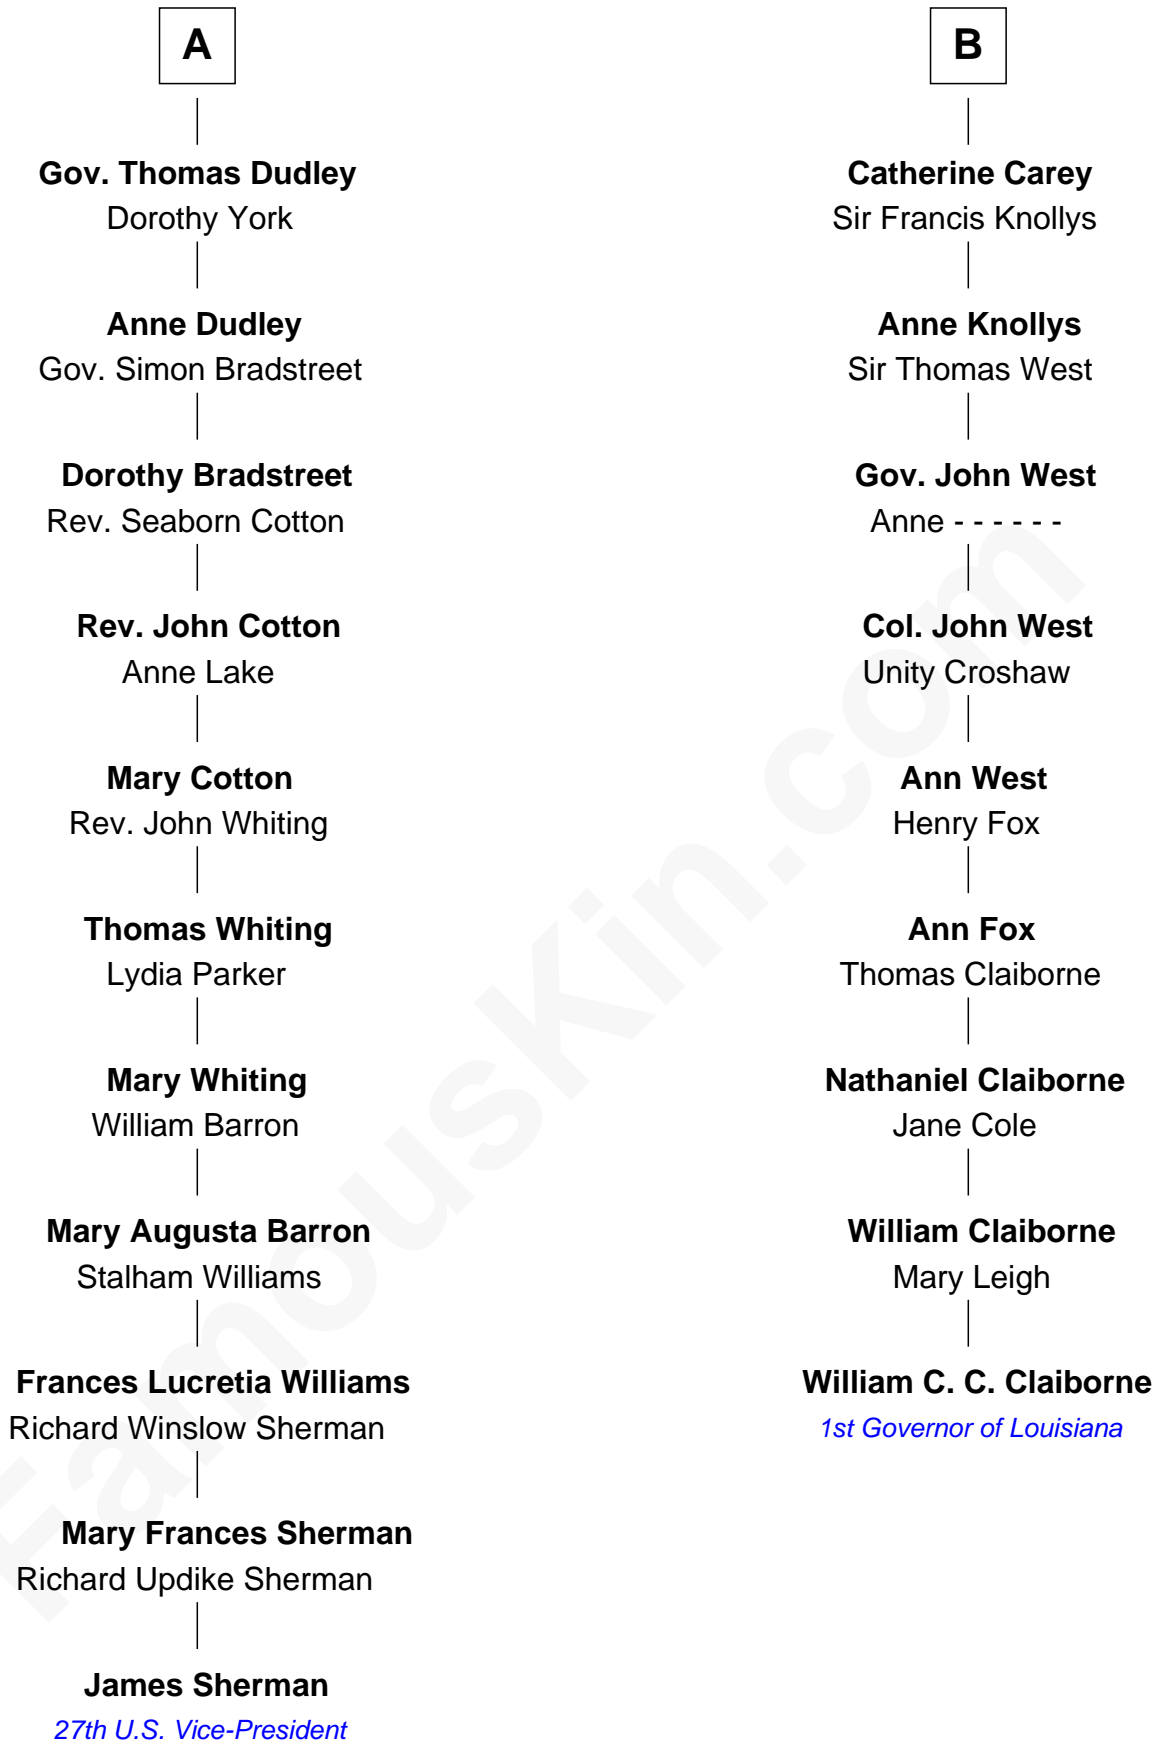 A
Gov. Thomas Dudley
Dorothy York
Anne Dudley
Gov. Simon Bradstreet
Dorothy Bradstreet
Rev. Seaborn Cotton
Rev. John Cotton
Anne Lake
Mary Cotton
Rev. John Whiting
Thomas Whiting
Lydia Parker
Mary Whiting
William Barron
Mary Augusta Barron
Stalham Williams
Frances Lucretia Williams
Richard Winslow Sherman
Mary Frances Sherman
Richard Updike Sherman
James Sherman
27th U.S. Vice-President
B
Catherine Carey
Sir Francis Knollys
Anne Knollys
Sir Thomas West
Gov. John West
Anne - - - - - -
Col. John West
Unity Croshaw
Ann West
Henry Fox
Ann Fox
Thomas Claiborne
Nathaniel Claiborne
Jane Cole
William Claiborne
Mary Leigh
William C. C. Claiborne
1st Governor of Louisiana
FamousKin.com